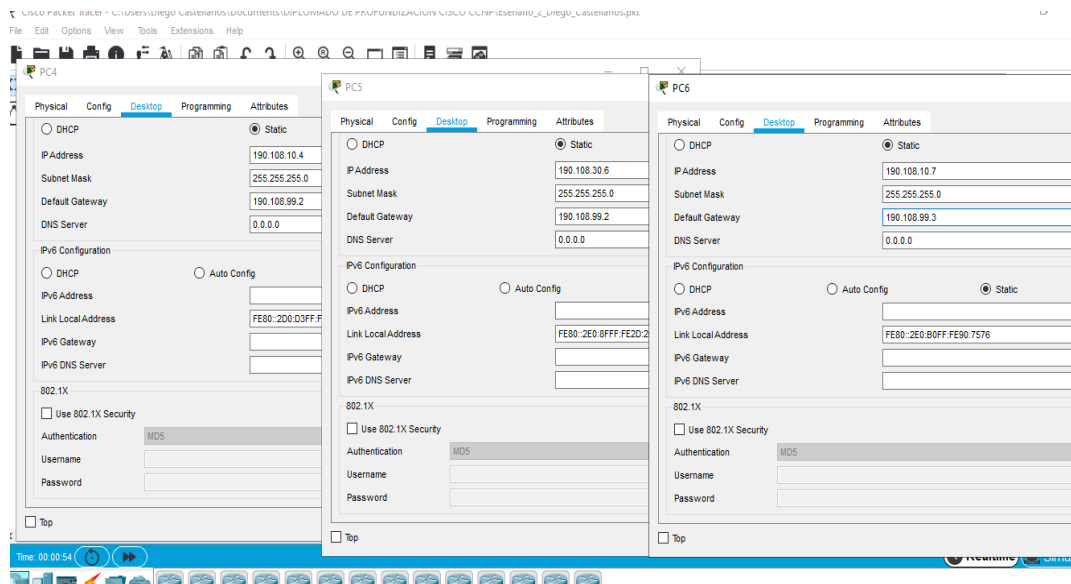 Cisco Packet Tracer - C:\Users\Diego Castellanos\Documents\DIPLOMADO DE PROFUNDIZACION CISCO CCNP\Esenario_2_Diego_Castellanos.pkt
File Edit Options View Tools Extensions Help
PC4
Physical Config Desktop Programming Attributes
DHCP Static
IP Address 190.108.10.4
Subnet Mask 255.255.255.0
Default Gateway 190.108.99.2
DNS Server 0.0.0.0
IPv6 Configuration
DHCP Auto Config
IPv6 Address
Link Local Address FE80::2D0:D3FF:F
IPv6 Gateway
IPv6 DNS Server
802.1X
Use 802.1X Security
Authentication MD5
Username
Password
Top
PC5
Physical Config Desktop Programming Attributes
DHCP Static
IP Address 190.108.30.6
Subnet Mask 255.255.255.0
Default Gateway 190.108.99.2
DNS Server 0.0.0.0
IPv6 Configuration
DHCP Auto Config
IPv6 Address
Link Local Address FE80::2E0:8FFF:FE2D:2
IPv6 Gateway
IPv6 DNS Server
802.1X
Use 802.1X Security
Authentication MD5
Username
Password
Top
PC6
Physical Config Desktop Programming Attributes
DHCP Static
IP Address 190.108.10.7
Subnet Mask 255.255.255.0
Default Gateway 190.108.99.3
DNS Server 0.0.0.0
IPv6 Configuration
DHCP Auto Config Static
IPv6 Address
Link Local Address FE80::2E0:B0FF:FE90:7576
IPv6 Gateway
IPv6 DNS Server
802.1X
Use 802.1X Security
Authentication MD5
Username
Password
Top
Time: 00:00:54 Realtime